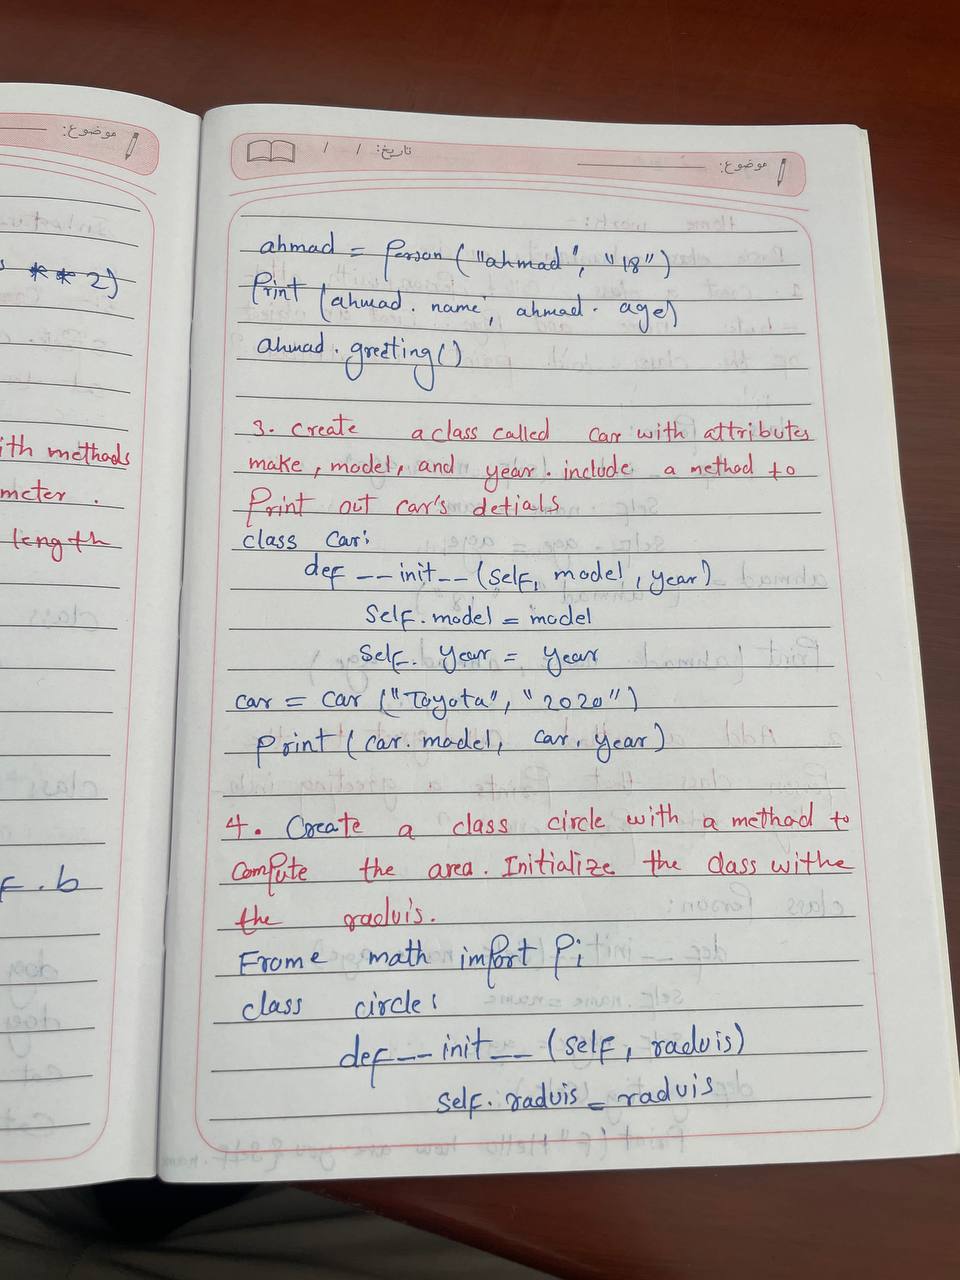 موضوع:
s ** 2)
ith methods
meter.
length
F.b
تاریخ: / /
موضوع:
ahmad = Person ("ahmad", "18")
Print (ahmad. name, ahmad. age)
ahmad. greeting()
3. create a class called car with attributes
make, model, and year. include a method to
Print out car's detials
class Car:
def __init__(self, model, year)
Self.model = model
Self. year = year
car = car ("Toyota", "2020")
Print (car. model, car. year)
4. Create a class circle with a method to
compute the area. Initialize the class withe
the raduis.
Frome math import Pi
class circle:
def __init__ (self, raduis)
self. raduis = raduis